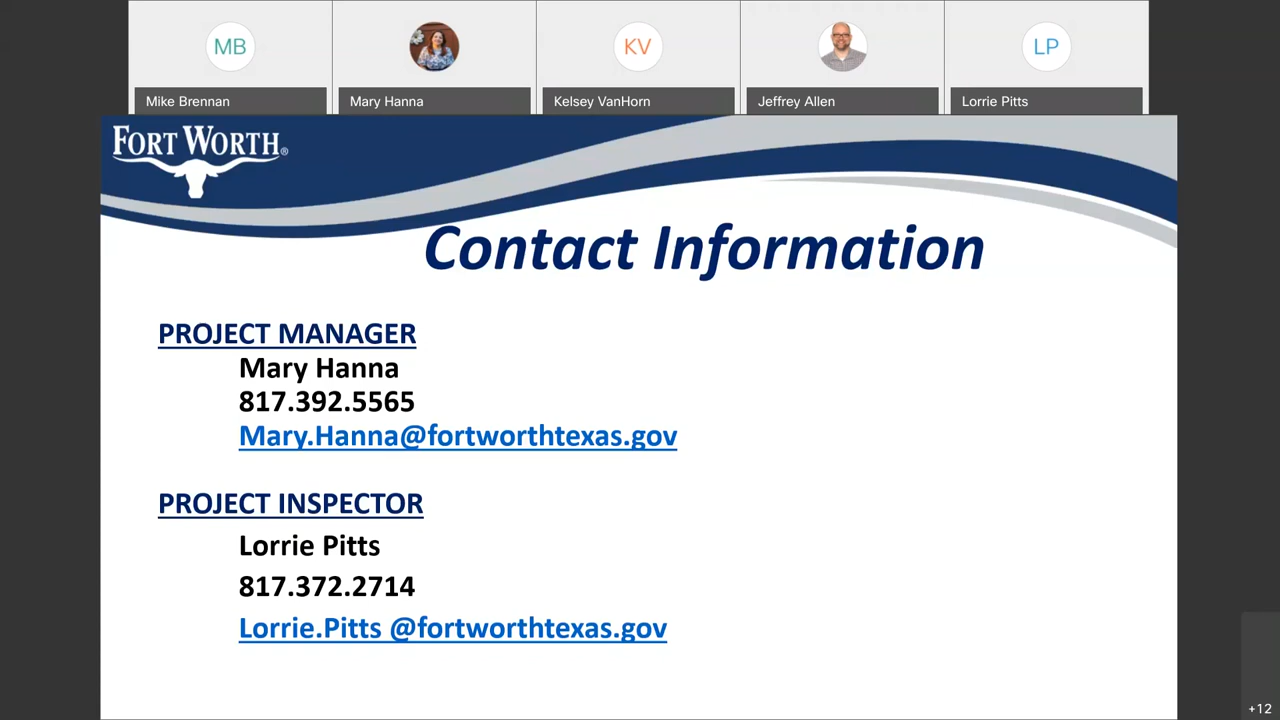 MB
KV
LP
Mike Brennan
Mary Hanna
Kelsey VanHorn
Jeffrey Allen
Lorrie Pitts
FORT WORTH®
Contact Information
PROJECT MANAGER
Mary Hanna
817.392.5565
Mary.Hanna@fortworthtexas.gov
PROJECT INSPECTOR
Lorrie Pitts
817.372.2714
Lorrie.Pitts @fortworthtexas.gov
+12